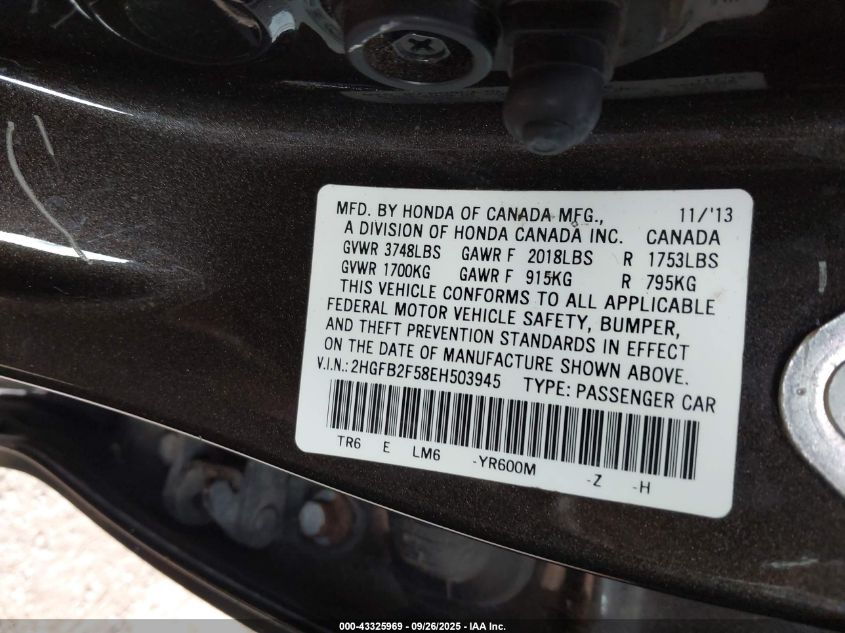 MFD. BY HONDA OF CANADA MFG., 11/'13
A DIVISION OF HONDA CANADA INC. CANADA
GVWR 3748LBS GAWR F 2018LBS R 1753LBS
GVWR 1700KG GAWR F 915KG R 795KG
THIS VEHICLE CONFORMS TO ALL APPLICABLE
FEDERAL MOTOR VEHICLE SAFETY, BUMPER,
AND THEFT PREVENTION STANDARDS IN EFFECT
ON THE DATE OF MANUFACTURE SHOWN ABOVE.
V.I.N.: 2HGFB2F58EH503945 TYPE: PASSENGER CAR
TR6 E LM6 -YR600M -Z -H
000-43325969 - 09/26/2025 - IAA Inc.